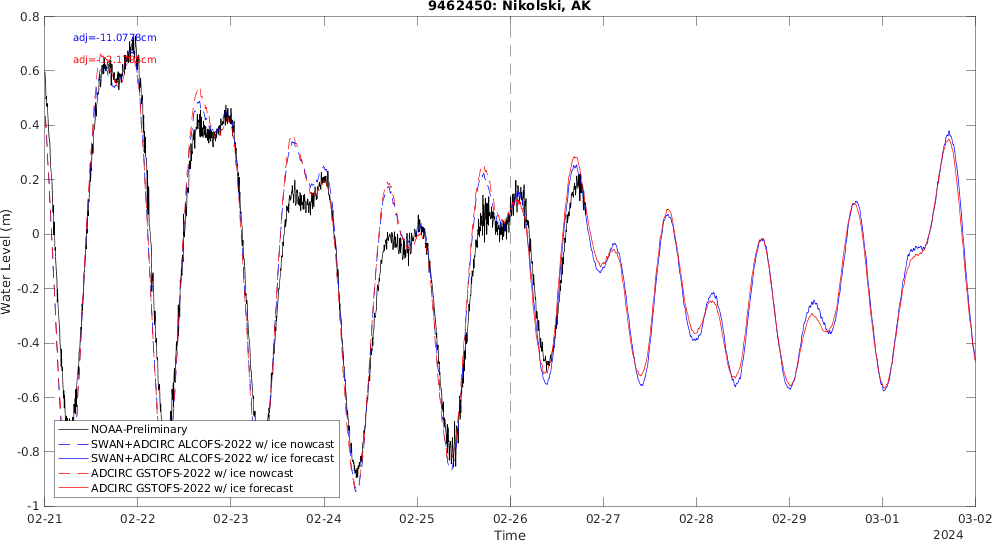 9462450: Nikolski, AK
adj=-11.0778cm
0.8
0.6
0.4
0.2
0
-0.2
-0.4
-0.6
-0.8
-1
Water Level (m)
NOAA-Preliminary
SWAN+ADCIRC ALCOFS-2022 w/ ice nowcast
SWAN+ADCIRC ALCOFS-2022 w/ ice forecast
ADCIRC GSTOFS-2022 w/ ice nowcast
ADCIRC GSTOFS-2022 w/ ice forecast
02-21 02-22 02-23 02-24 02-25 02-26 02-27 02-28 02-29 03-01 03-02
Time
2024